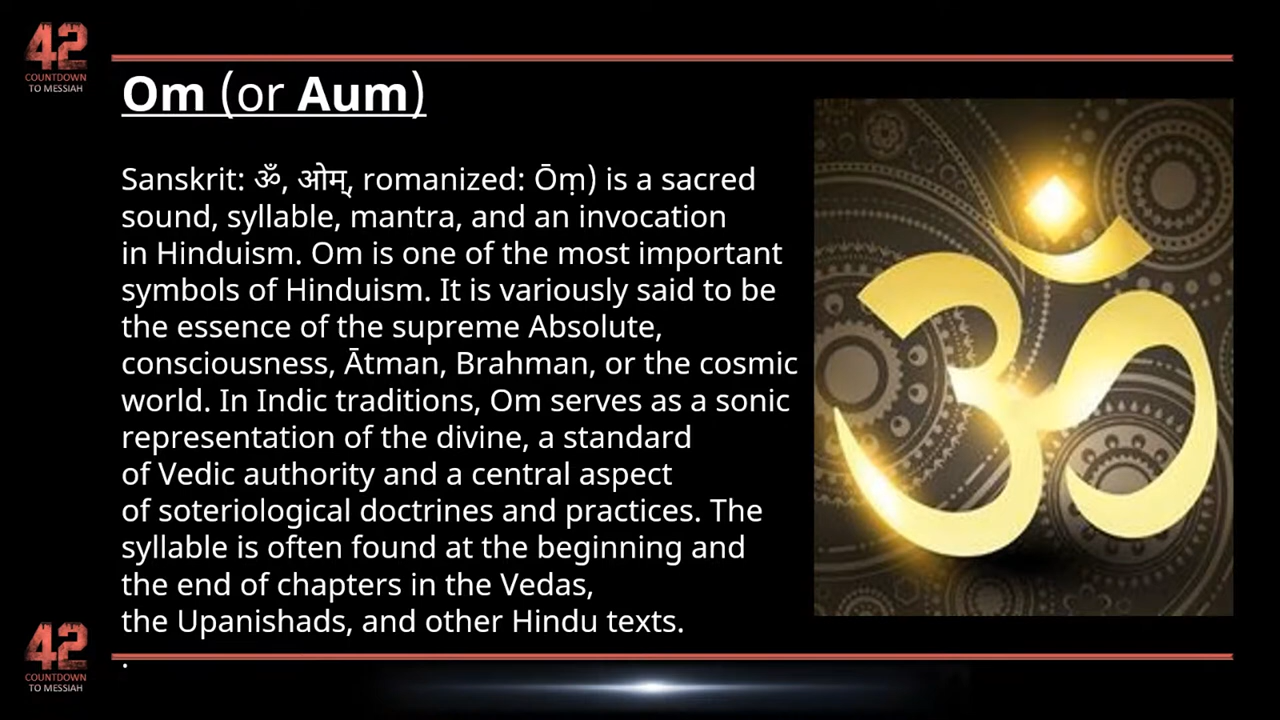 42
COUNTDOWN
TO MESSIAH
Om (or Aum)
Sanskrit: ॐ, ओम्, romanized: Ōṃ) is a sacred
sound, syllable, mantra, and an invocation
in Hinduism. Om is one of the most important
symbols of Hinduism. It is variously said to be
the essence of the supreme Absolute,
consciousness, Ātman, Brahman, or the cosmic
world. In Indic traditions, Om serves as a sonic
representation of the divine, a standard
of Vedic authority and a central aspect
of soteriological doctrines and practices. The
syllable is often found at the beginning and
the end of chapters in the Vedas,
the Upanishads, and other Hindu texts.
.
ॐ
42
COUNTDOWN
TO MESSIAH